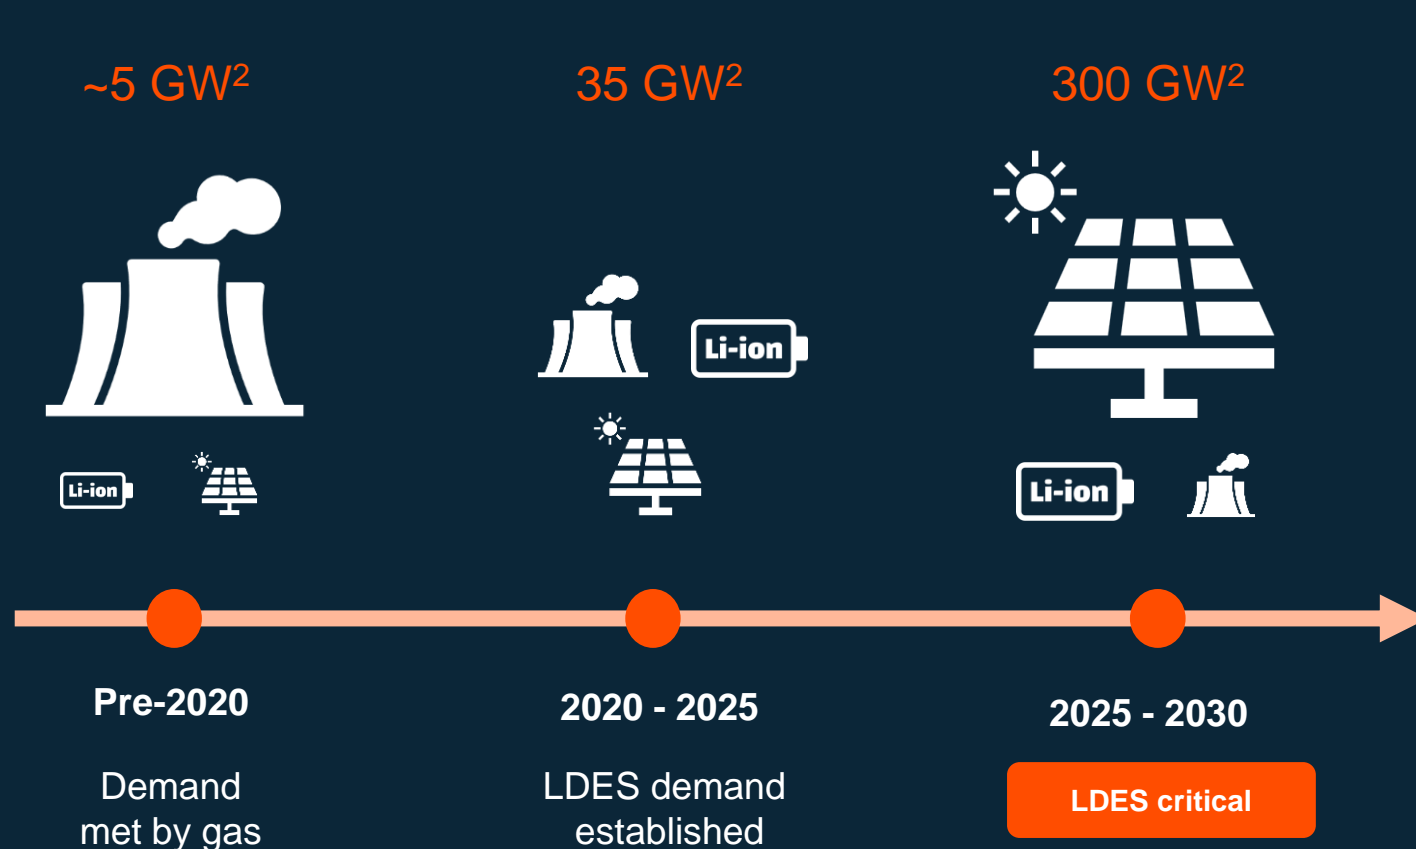 ~5 GW²
35 GW²
300 GW²
Li-ion
Li-ion
Li-ion
Pre-2020
2020 - 2025
2025 - 2030
Demand
met by gas
LDES demand
established
LDES critical